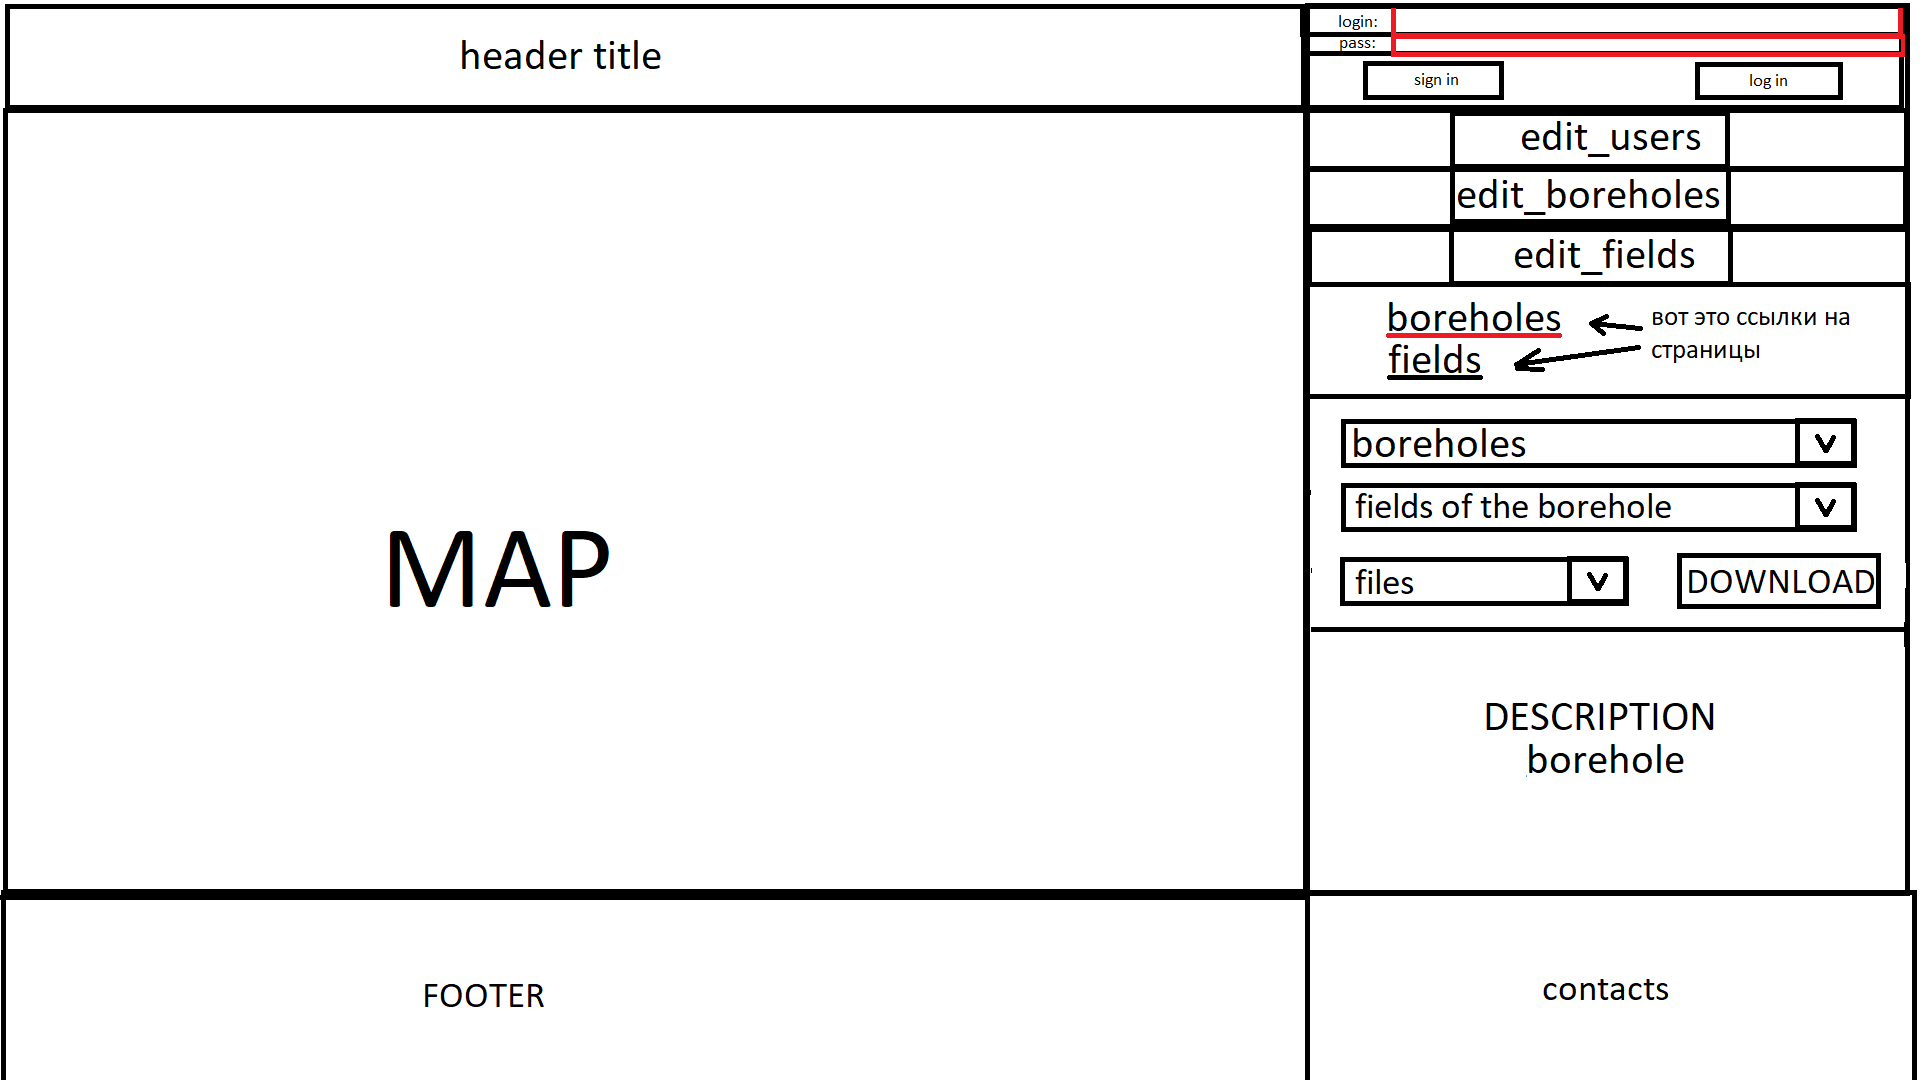 header title
login:
pass:
sign in
log in
edit_users
edit_boreholes
edit_fields
boreholes
fields
вот это ссылки на
страницы
boreholes
v
fields of the borehole
v
files
v
DOWNLOAD
MAP
DESCRIPTION
borehole
FOOTER
contacts